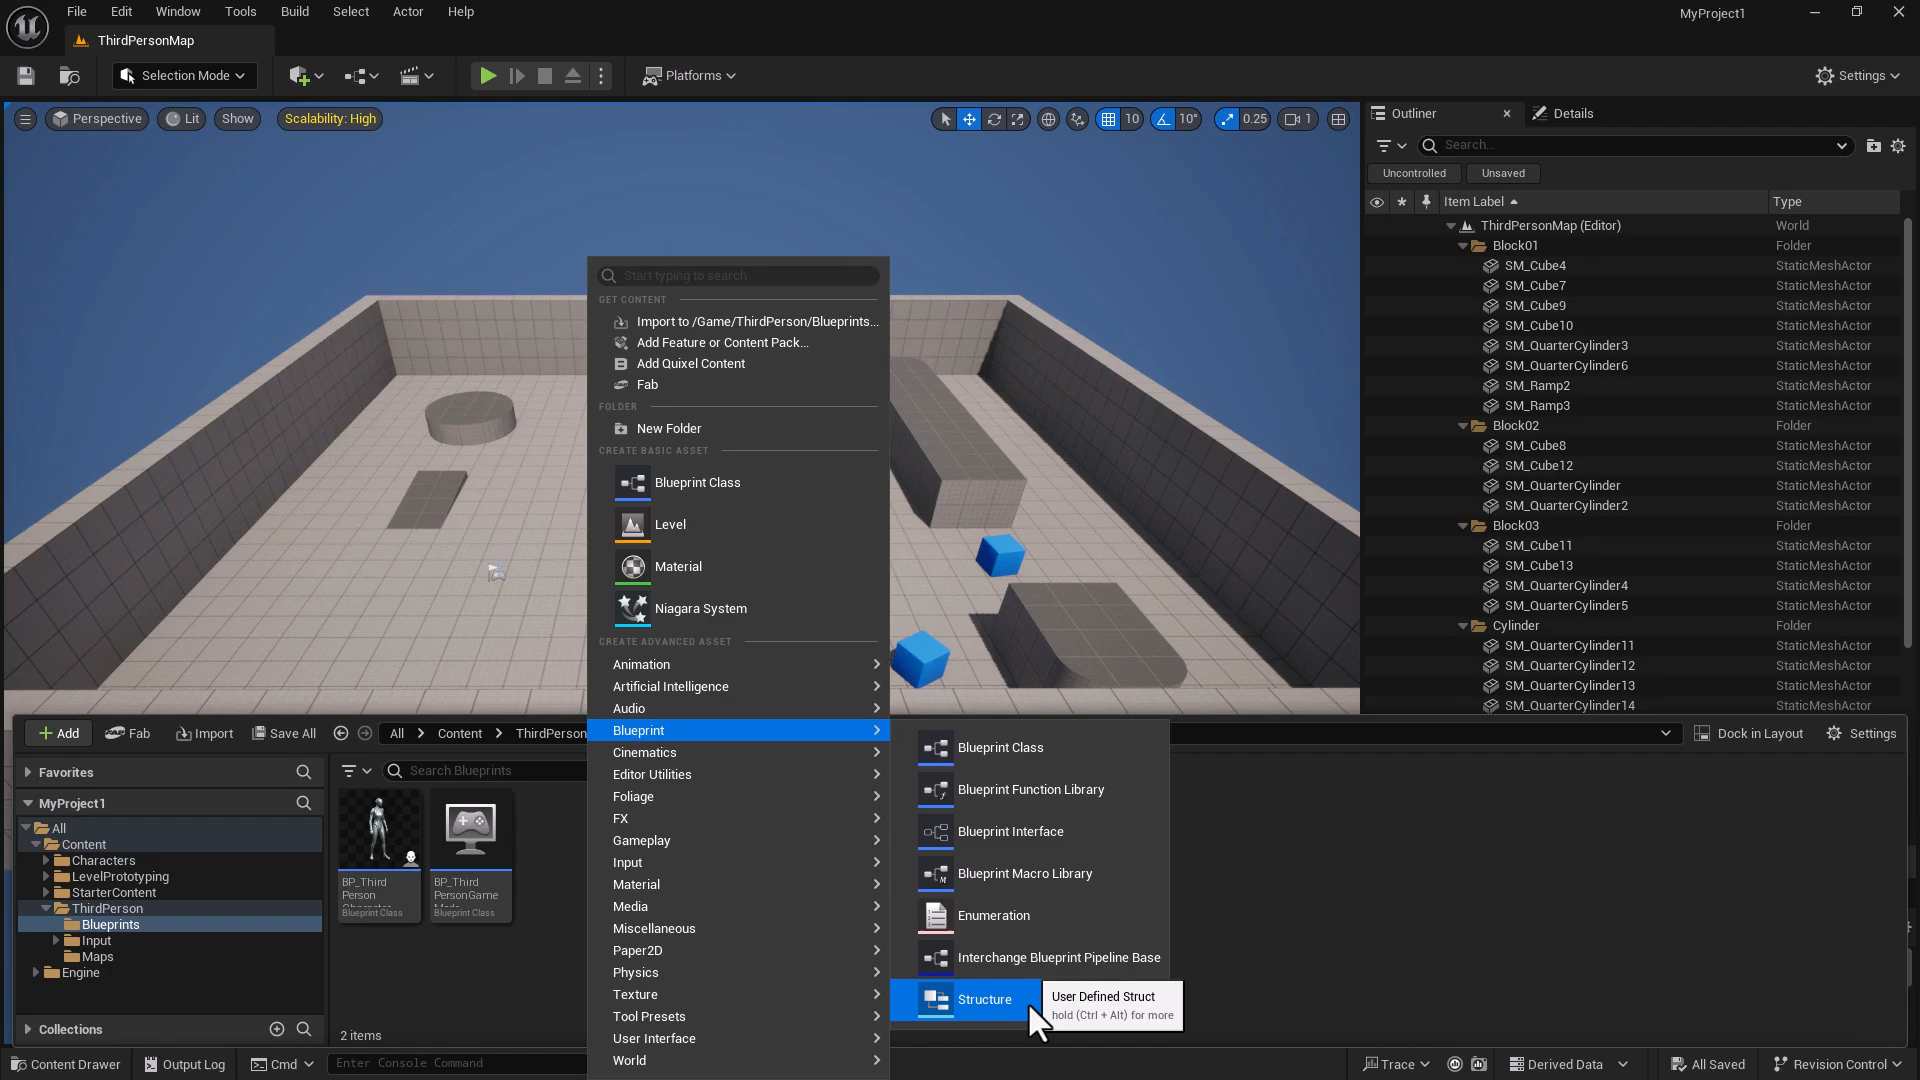 File Edit Window Tools Build Select Actor Help
MyProject1
ThirdPersonMap
Selection Mode
Platforms
Settings
Perspective
Lit
Show
Scalability: High
10
10°
0.25
1
Outliner
Details
Search...
Uncontrolled
Unsaved
Item Label
Type
ThirdPersonMap (Editor) World
Block01 Folder
SM_Cube4 StaticMeshActor
SM_Cube7 StaticMeshActor
SM_Cube9 StaticMeshActor
SM_Cube10 StaticMeshActor
SM_QuarterCylinder3 StaticMeshActor
SM_QuarterCylinder6 StaticMeshActor
SM_Ramp2 StaticMeshActor
SM_Ramp3 StaticMeshActor
Block02 Folder
SM_Cube8 StaticMeshActor
SM_Cube12 StaticMeshActor
SM_QuarterCylinder StaticMeshActor
SM_QuarterCylinder2 StaticMeshActor
Block03 Folder
SM_Cube11 StaticMeshActor
SM_Cube13 StaticMeshActor
SM_QuarterCylinder4 StaticMeshActor
SM_QuarterCylinder5 StaticMeshActor
Cylinder Folder
SM_QuarterCylinder11 StaticMeshActor
SM_QuarterCylinder12 StaticMeshActor
SM_QuarterCylinder13 StaticMeshActor
SM_QuarterCylinder14 StaticMeshActor
Start typing to search
GET CONTENT
Import to /Game/ThirdPerson/Blueprints...
Add Feature or Content Pack...
Add Quixel Content
Fab
FOLDER
New Folder
CREATE BASIC ASSET
Blueprint Class
Level
Material
Niagara System
CREATE ADVANCED ASSET
Animation
Artificial Intelligence
Audio
Blueprint
Cinematics
Editor Utilities
Foliage
FX
Gameplay
Input
Material
Media
Miscellaneous
Paper2D
Physics
Texture
Tool Presets
User Interface
World
Blueprint Class
Blueprint Function Library
Blueprint Interface
Blueprint Macro Library
Enumeration
Interchange Blueprint Pipeline Base
Structure
User Defined Struct
hold (Ctrl + Alt) for more
Add
Fab
Import
Save All
All
Content
ThirdPerson
Dock in Layout
Settings
Favorites
MyProject1
All
Content
Characters
LevelPrototyping
StarterContent
ThirdPerson
Blueprints
Input
Maps
Engine
Collections
Search Blueprints
BP_Third
Person
Blueprint Class
BP_Third
PersonGame
Blueprint Class
2 items
Content Drawer
Output Log
Cmd
Enter Console Command
Trace
Derived Data
All Saved
Revision Control